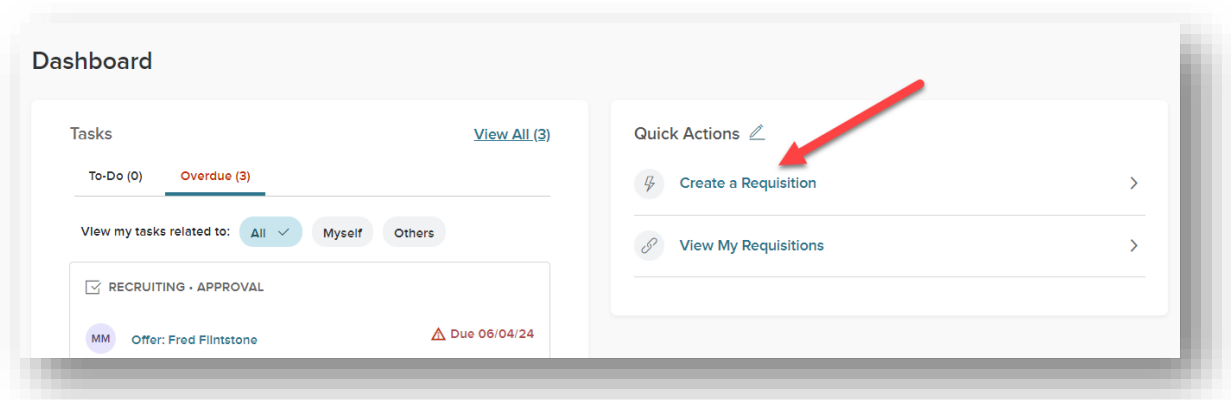 Dashboard
Tasks
View All (3)
To-Do (0)
Overdue (3)
View my tasks related to:
All
Myself
Others
RECRUITING • APPROVAL
MM
Offer: Fred Flintstone
Due 06/04/24
Quick Actions
Create a Requisition
View My Requisitions